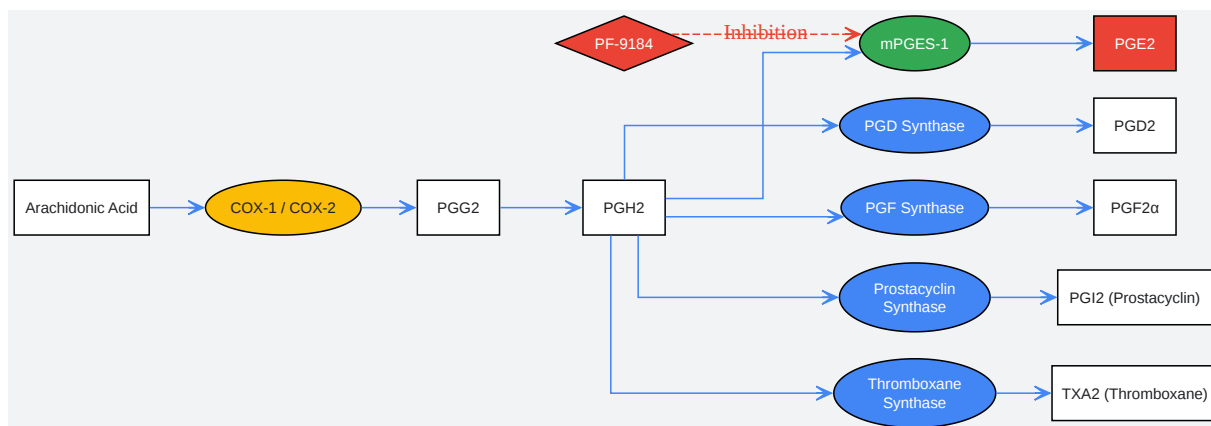 PF-9184
Inhibition
mPGES-1
PGE2
PGD Synthase
PGD2
Arachidonic Acid
COX-1 / COX-2
PGG2
PGH2
PGF Synthase
PGF2α
Prostacyclin
Synthase
PGI2 (Prostacyclin)
Thromboxane
Synthase
TXA2 (Thromboxane)